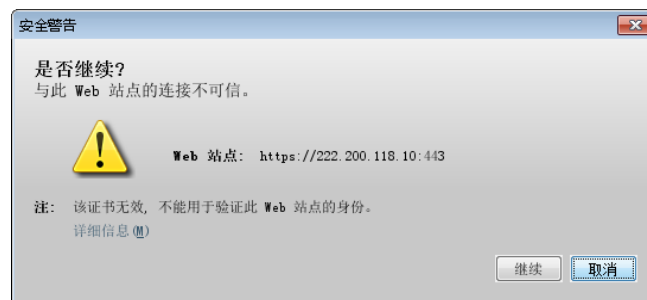 安全警告
是否继续?
与此 Web 站点的连接不可信。
Web 站点: https://222.200.118.10:443
注: 该证书无效, 不能用于验证此 Web 站点的身份。
详细信息(M)
继续 取消